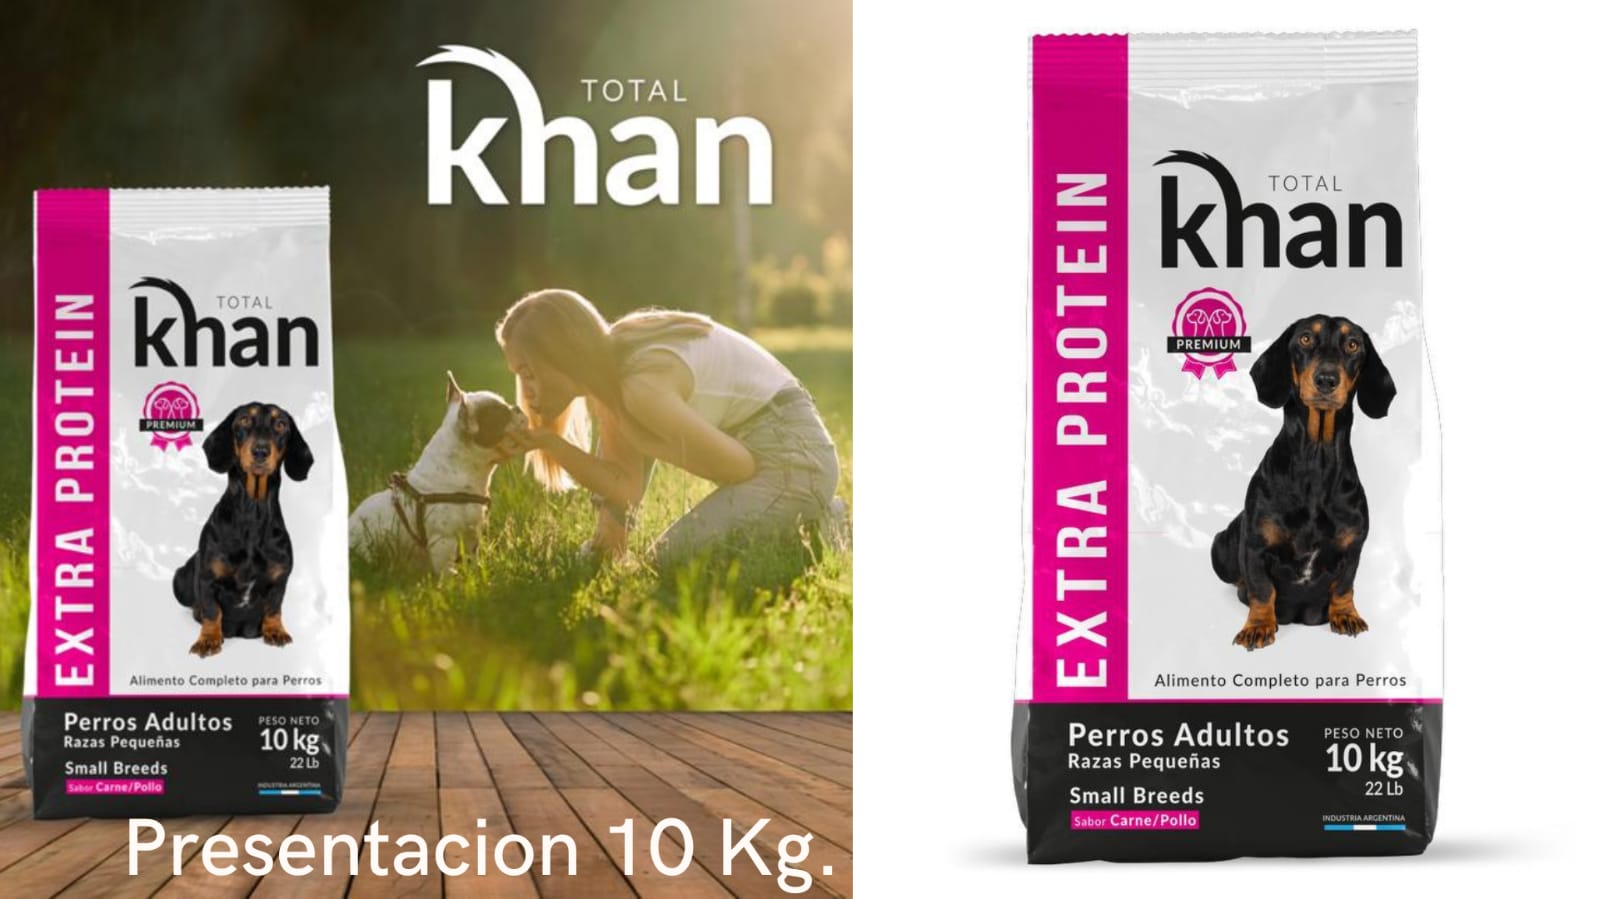 TOTAL
khan
EXTRA PROTEIN
TOTAL
khan
PREMIUM
Alimento Completo para Perros
Perros Adultos
Razas Pequeñas
Small Breeds
Sabor Carne/Pollo
PESO NETO
10 kg
22 Lb
INDUSTRIA ARGENTINA
Presentacion 10 Kg.
EXTRA PROTEIN
TOTAL
khan
PREMIUM
Alimento Completo para Perros
Perros Adultos
Razas Pequeñas
Small Breeds
Sabor Carne/Pollo
PESO NETO
10 kg
22 Lb
INDUSTRIA ARGENTINA